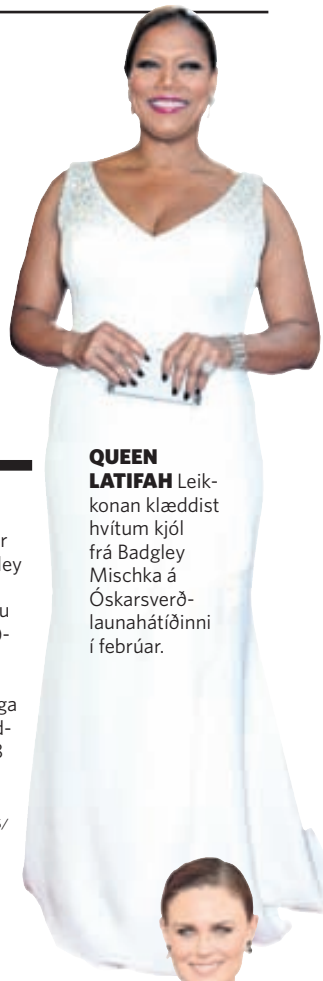 QUEEN
LATIFAH Leik-
konan klæddist
hvítum kjól
frá Badgley
Mischka á
Óskarsverð-
launahátíðinni
í febrúar.